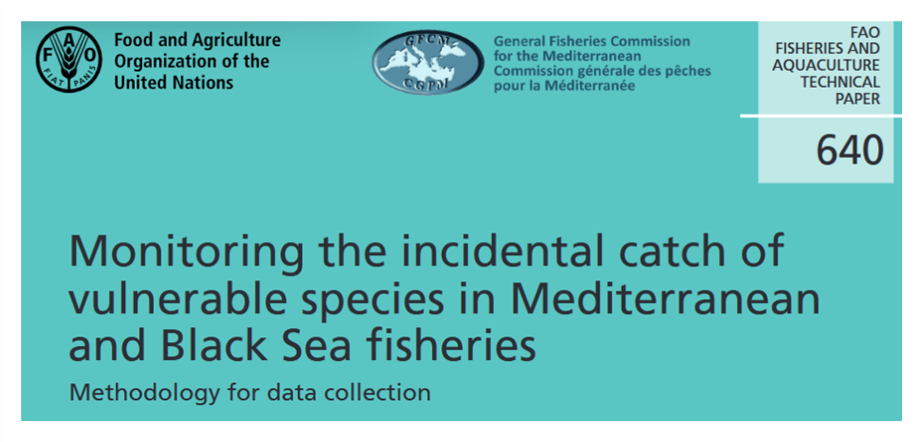 FAO
FIAT PANIS
Food and Agriculture
Organization of the
United Nations
GFCM
CGPM
General Fisheries Commission
for the Mediterranean
Commission générale des pêches
pour la Méditerranée
FAO
FISHERIES AND
AQUACULTURE
TECHNICAL
PAPER
640
Monitoring the incidental catch of
vulnerable species in Mediterranean
and Black Sea fisheries
Methodology for data collection